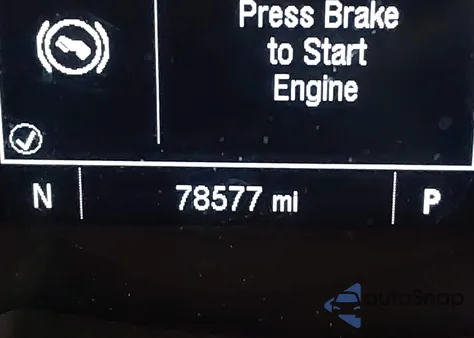 Press Brake
to Start
Engine
N 78577 mi P
autoSnap